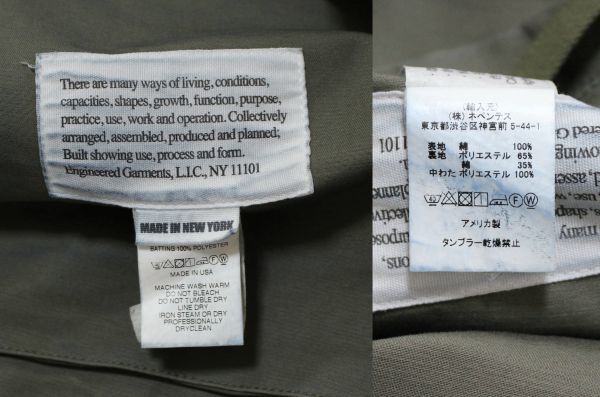 There are many ways of living, conditions,
capacities, shapes, growth, function, purpose,
practice, use, work and operation. Collectively
arranged, assembled, produced and planned;
Built showing use, process and form.
Engineered Garments, L.I.C., NY 11101
MADE IN NEW YORK
BATTING 100% POLYESTER
MADE IN USA
MACHINE WASH WARM
DO NOT BLEACH
DO NOT TUMBLE DRY
LINE DRY
IRON STEAM OR DRY
PROFESSIONALLY
DRYCLEAN.
(輸入元)
(株) ネペンテス
東京都渋谷区神宮前 5-44-1
表地 綿 100%
裏地 ポリエステル 65%
綿 35%
中わた ポリエステル 100%
アメリカ製
タンブラー乾燥禁止